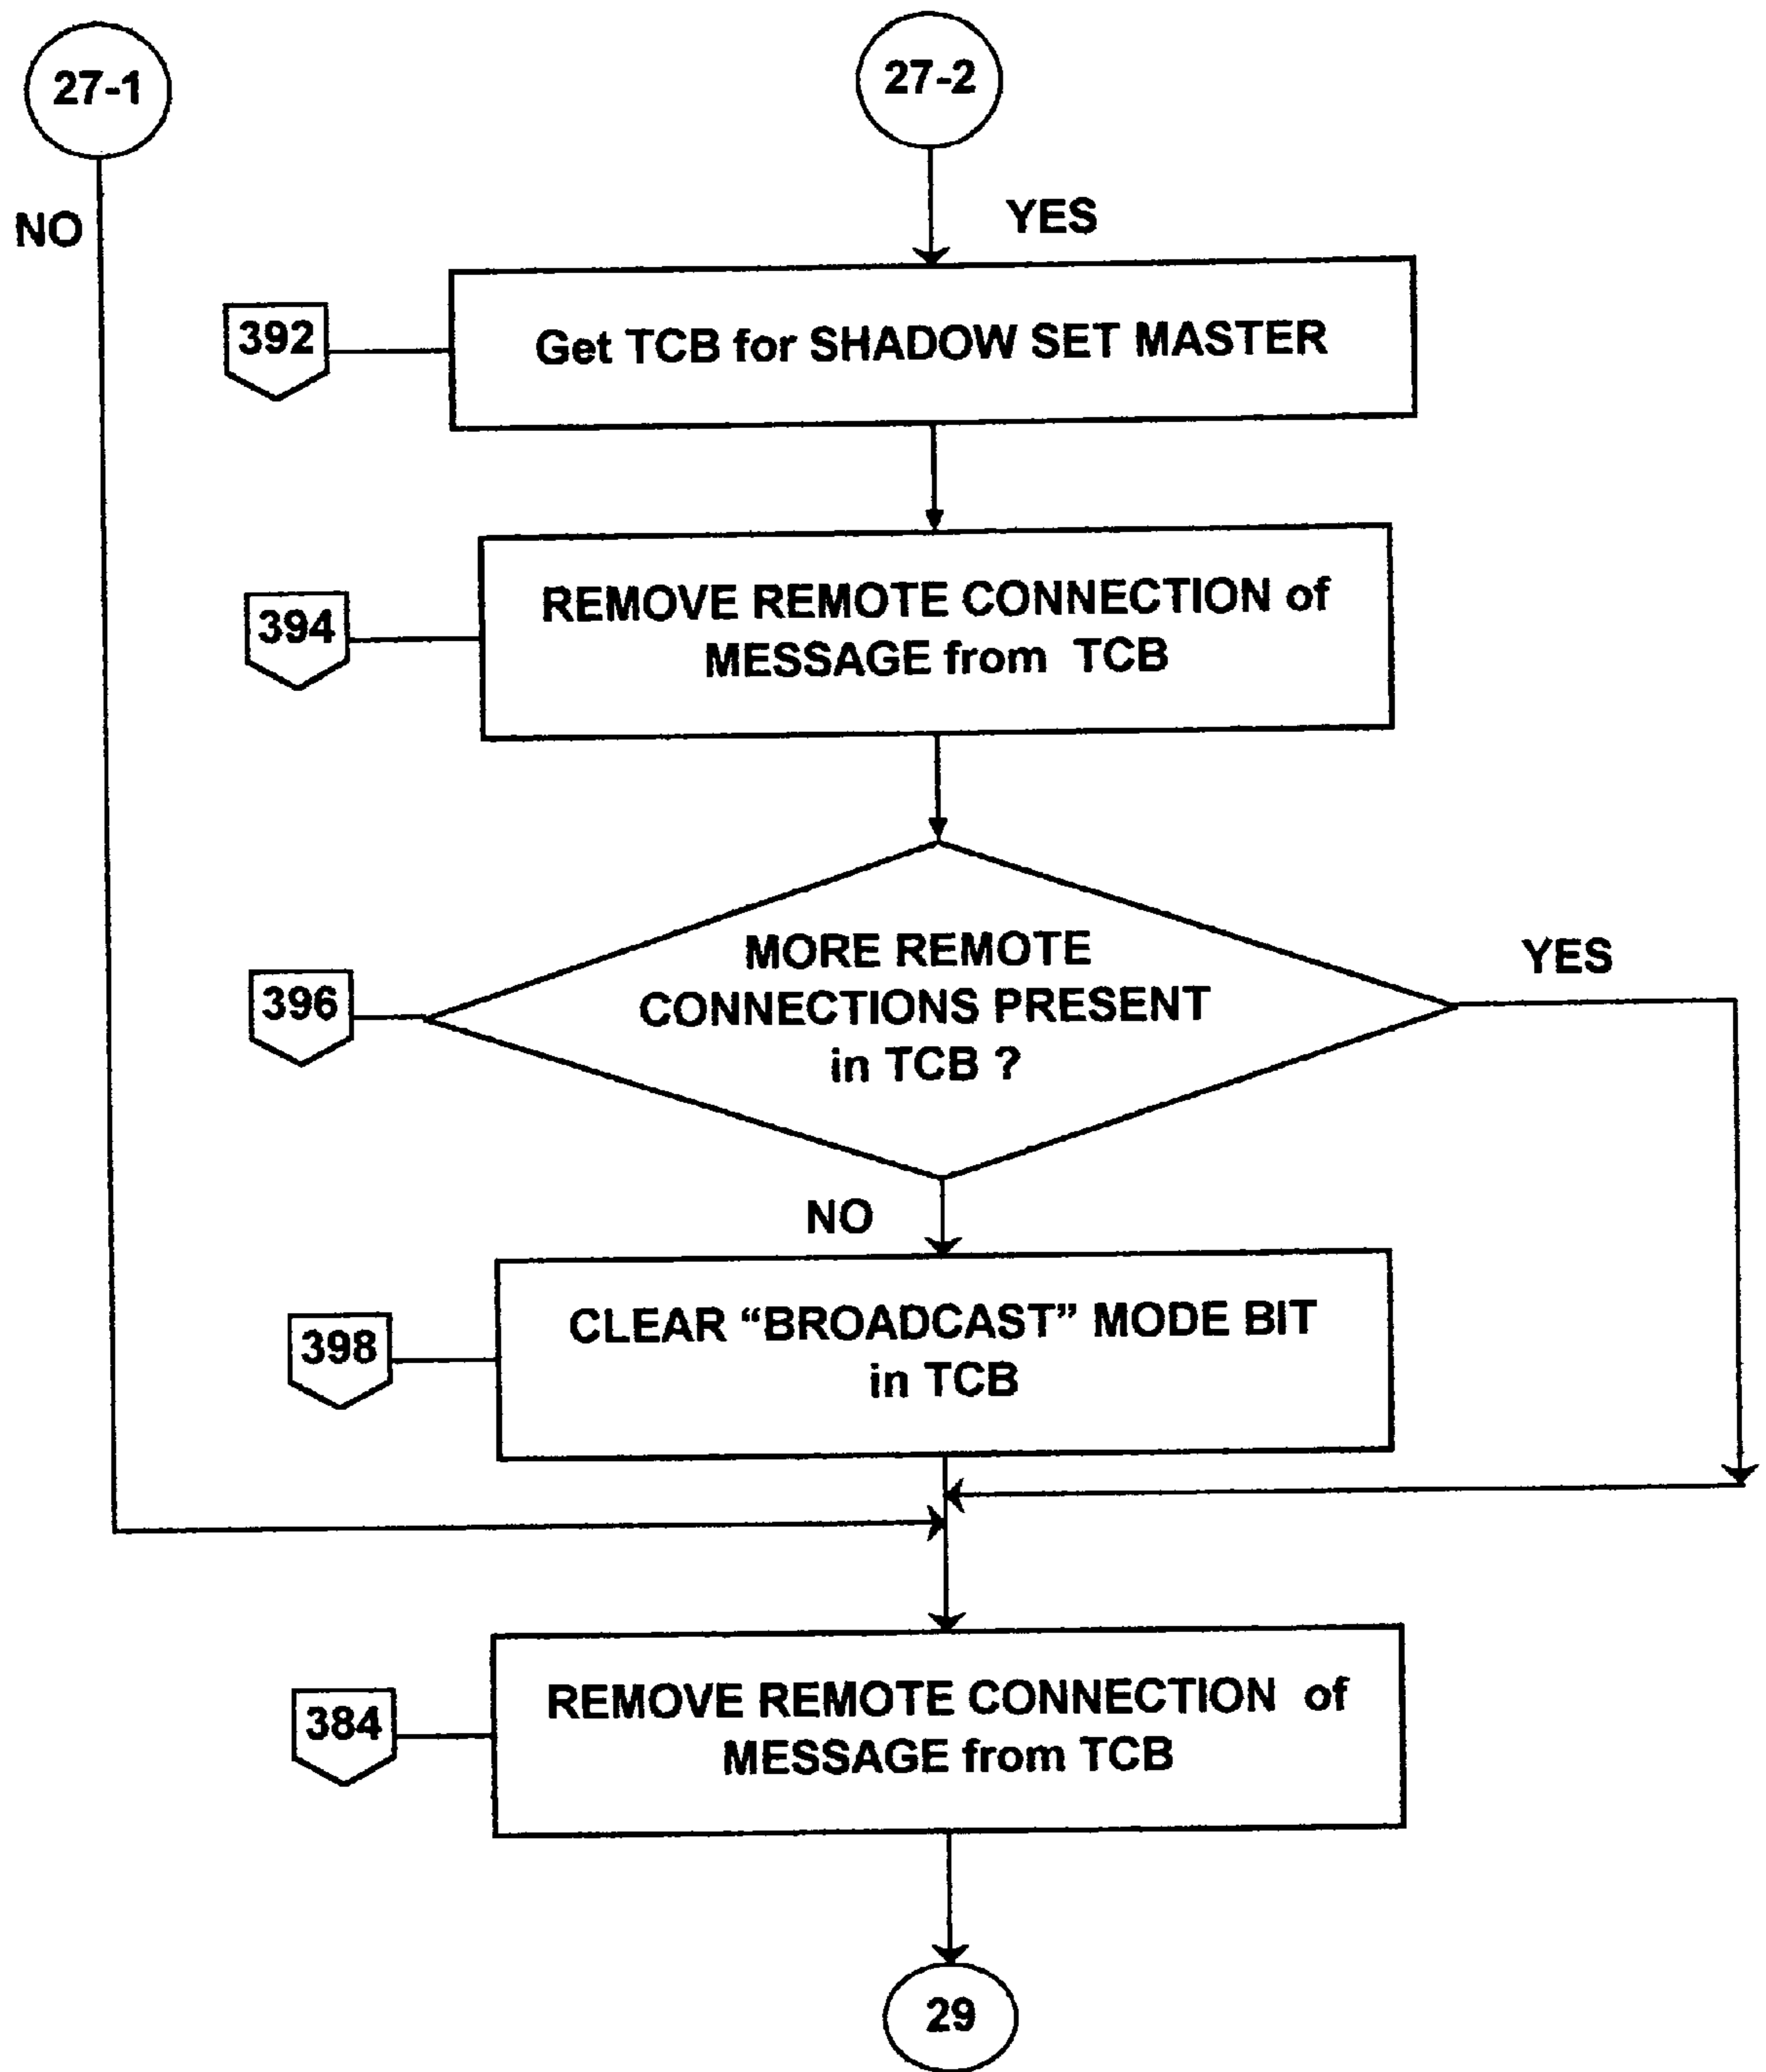 27-1
27-2
NO
YES
392
Get TCB for SHADOW SET MASTER
394
REMOVE REMOTE CONNECTION of
MESSAGE from TCB
396
MORE REMOTE
CONNECTIONS PRESENT
in TCB ?
YES
NO
398
CLEAR “BROADCAST” MODE BIT
in TCB
384
REMOVE REMOTE CONNECTION of
MESSAGE from TCB
29